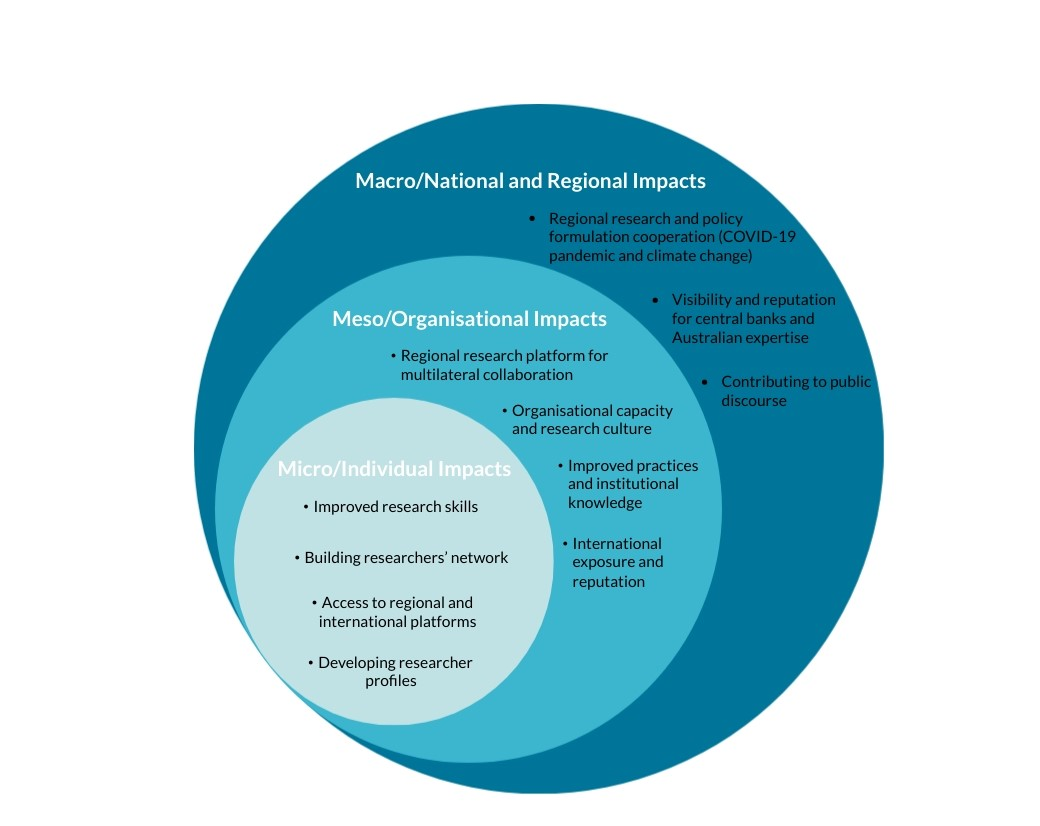 Macro/National and Regional Impacts
• Regional research and policy
formulation cooperation (COVID-19
pandemic and climate change)
• Visibility and reputation
for central banks and
Australian expertise
• Contributing to public
discourse
Meso/Organisational Impacts
• Regional research platform for
multilateral collaboration
• Organisational capacity
and research culture
• Improved practices
and institutional
knowledge
• International
exposure and
reputation
Micro/Individual Impacts
• Improved research skills
• Building researchers’ network
• Access to regional and
international platforms
• Developing researcher
profiles